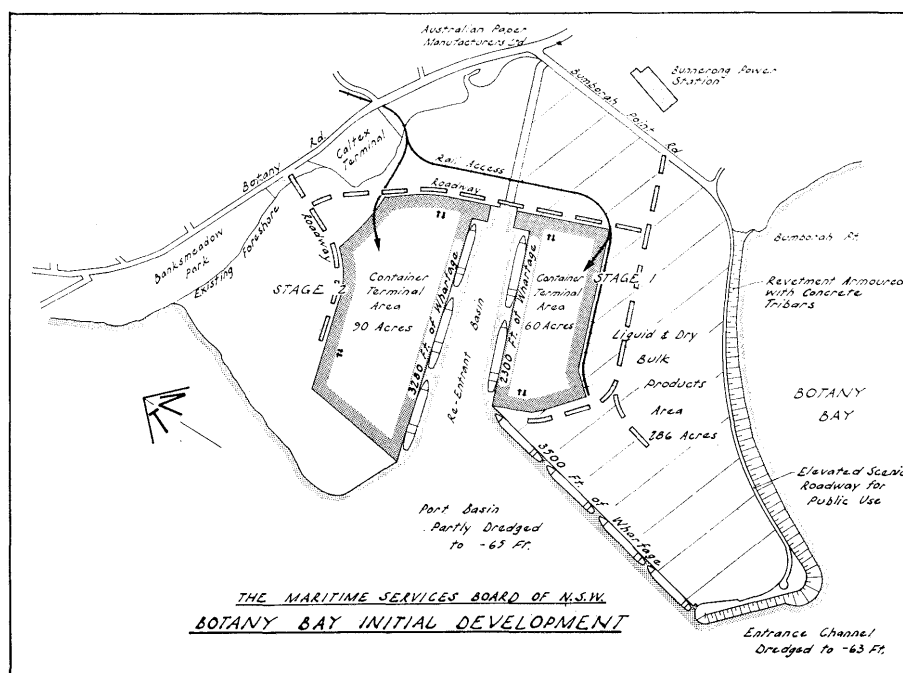 Australian Paper
Manufacturers Ltd
Bunnerong Power
Station
Bumborah Point Rd
Botany Rd.
Caltex
Terminal
Rail Access
Roadway
Roadway
Banksmeadow
Park
Existing Foreshore
Bumborah Pt.
Revetment Armoured
with Concrete
Tribars
STAGE 2
Container
Terminal
Area
90 Acres
3280 Ft. of Wharfage
Re-Entrant Basin
2300 Ft. of Wharfage
Container
Terminal
Area
60 Acres
STAGE 1
Liquid & Dry
Bulk
Products
Area
286 Acres
BOTANY
BAY
3500 Ft. of Wharfage
Elevated Scenic
Roadway for
Public Use
Port Basin
Partly Dredged
to -65 Ft.
THE MARITIME SERVICES BOARD OF N.S.W.
BOTANY BAY INITIAL DEVELOPMENT
Entrance Channel
Dredged to -63 Ft.